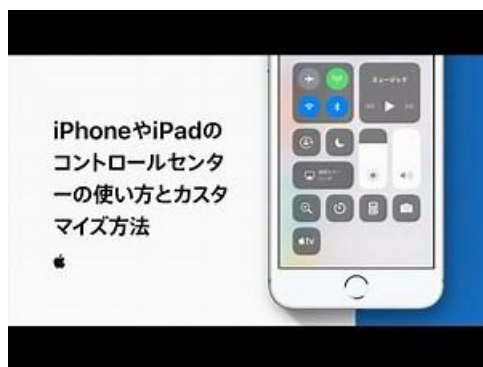 iPhoneやiPadの
コントロールセンタ
ーの使い方とカスタ
マイズ方法
ミュージック
tv